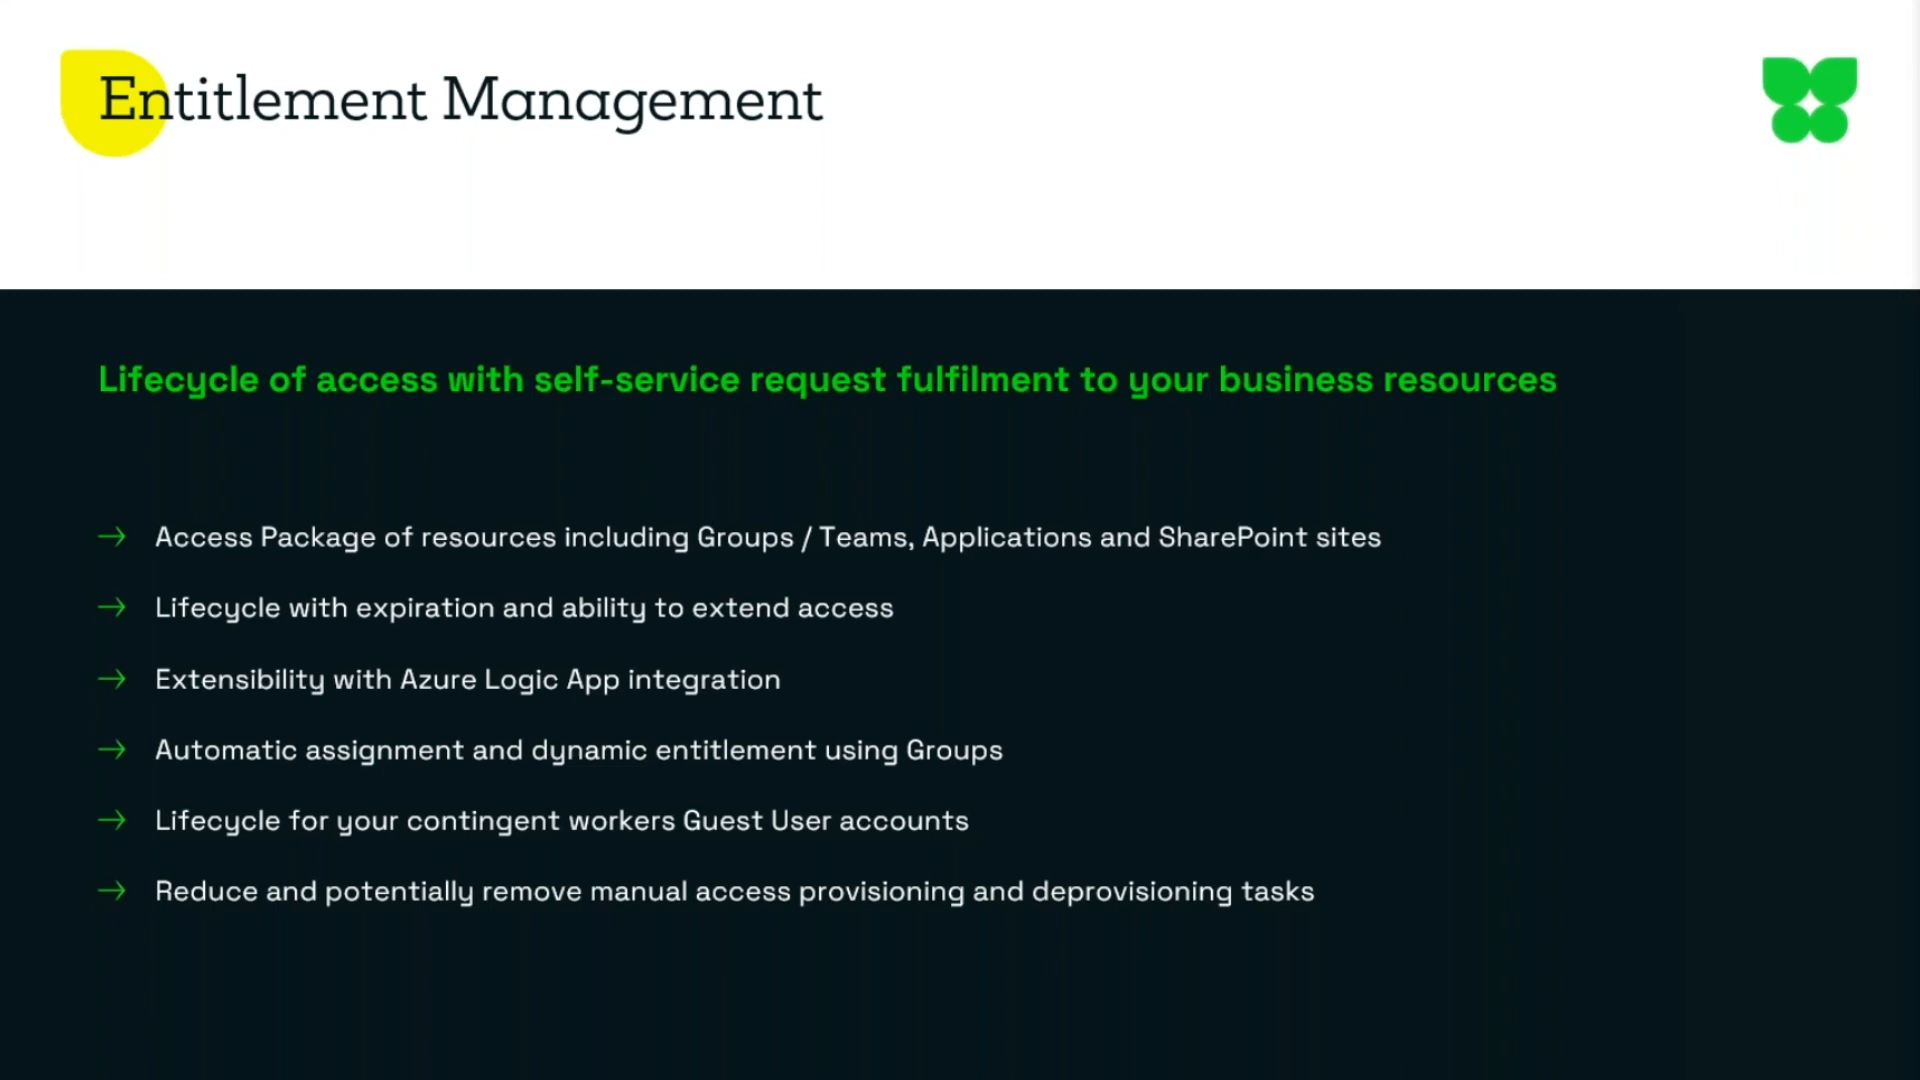 Entitlement Management
Lifecycle of access with self-service request fulfilment to your business resources
→ Access Package of resources including Groups / Teams, Applications and SharePoint sites
→ Lifecycle with expiration and ability to extend access
→ Extensibility with Azure Logic App integration
→ Automatic assignment and dynamic entitlement using Groups
→ Lifecycle for your contingent workers Guest User accounts
→ Reduce and potentially remove manual access provisioning and deprovisioning tasks